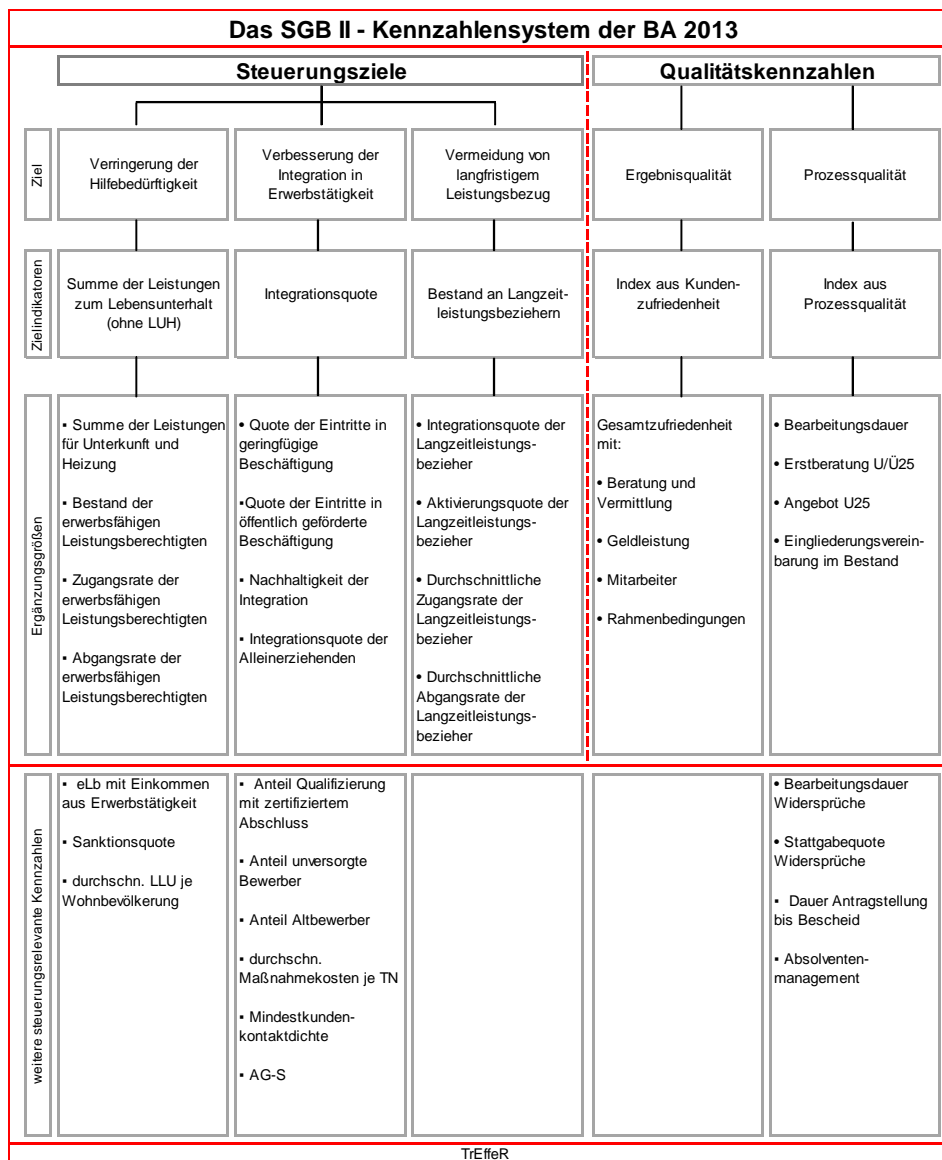 Das SGB II - Kennzahlensystem der BA 2013
Steuerungsziele
Qualitätskennzahlen
Ziel
Verringerung der
Hilfebedürftigkeit
Verbesserung der
Integration in
Erwerbstätigkeit
Vermeidung von
langfristigem
Leistungsbezug
Ergebnisqualität
Prozessqualität
Zielindikatoren
Summe der Leistungen
zum Lebensunterhalt
(ohne LUH)
Integrationsquote
Bestand an Langzeit-
leistungsbeziehern
Index aus Kunden-
zufriedenheit
Index aus
Prozessqualität
Ergänzungsgrößen
▪ Summe der Leistungen
für Unterkunft und
Heizung
▪ Bestand der
erwerbsfähigen
Leistungsberechtigten
▪ Zugangsrate der
erwerbsfähigen
Leistungsberechtigten
▪ Abgangsrate der
erwerbsfähigen
Leistungsberechtigten
• Quote der Eintritte in
geringfügige
Beschäftigung
▪Quote der Eintritte in
öffentlich geförderte
Beschäftigung
▪ Nachhaltigkeit der
Integration
▪ Integrationsquote der
Alleinerziehenden
• Integrationsquote der
Langzeitleistungs-
bezieher
• Aktivierungsquote der
Langzeitleistungs-
bezieher
• Durchschnittliche
Zugangsrate der
Langzeitleistungs-
bezieher
• Durchschnittliche
Abgangsrate der
Langzeitleistungs-
bezieher
Gesamtzufriedenheit
mit:
• Beratung und
Vermittlung
• Geldleistung
• Mitarbeiter
• Rahmenbedingungen
• Bearbeitungsdauer
• Erstberatung U/Ü25
• Angebot U25
• Eingliederungsverein-
barung im Bestand
weitere steuerungsrelevante Kennzahlen
▪ eLb mit Einkommen
aus Erwerbstätigkeit
▪ Sanktionsquote
▪ durchschn. LLU je
Wohnbevölkerung
▪ Anteil Qualifizierung
mit zertifiziertem
Abschluss
▪ Anteil unversorgte
Bewerber
▪ Anteil Altbewerber
▪ durchschn.
Maßnahmekosten je TN
▪ Mindestkunden-
kontaktdichte
▪ AG-S
• Bearbeitungsdauer
Widersprüche
• Stattgabequote
Widersprüche
▪ Dauer Antragstellung
bis Bescheid
▪ Absolventen-
management
TrEffeR